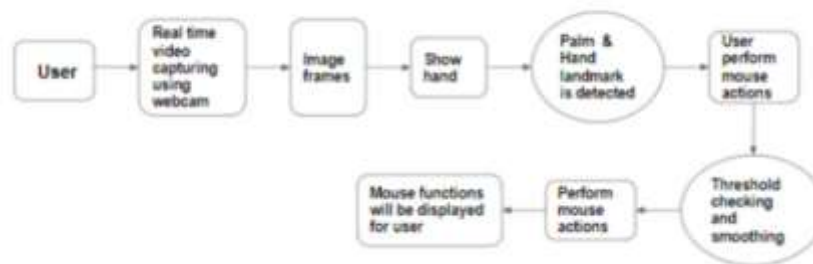 User
Real time
video
capturing
using
webcam
Image
frames
Show
hand
Palm & 
Hand
landmark
is detected
User
perform
mouse
actions
Threshold
checking
and
smoothing
Perform
mouse
actions
Mouse functions
will be displayed
for user